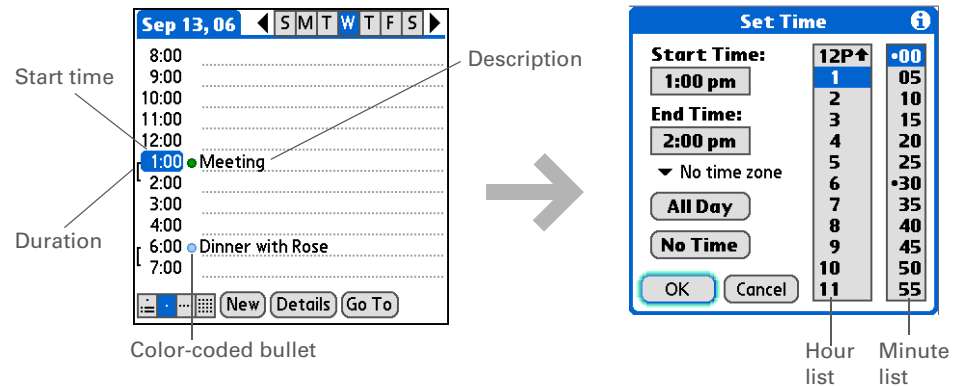 Sep 13, 06 S M T W T F S
8:00
Start time
9:00
10:00
11:00
12:00
1:00 Meeting
Description
2:00
3:00
4:00
Duration
6:00 Dinner with Rose
7:00
New Details Go To
Color-coded bullet
Set Time
Start Time:
1:00 pm
End Time:
2:00 pm
No time zone
All Day
No Time
OK Cancel
12P
1
2
3
4
5
6
7
8
9
10
11
00
05
10
15
20
25
30
35
40
45
50
55
Hour list
Minute list